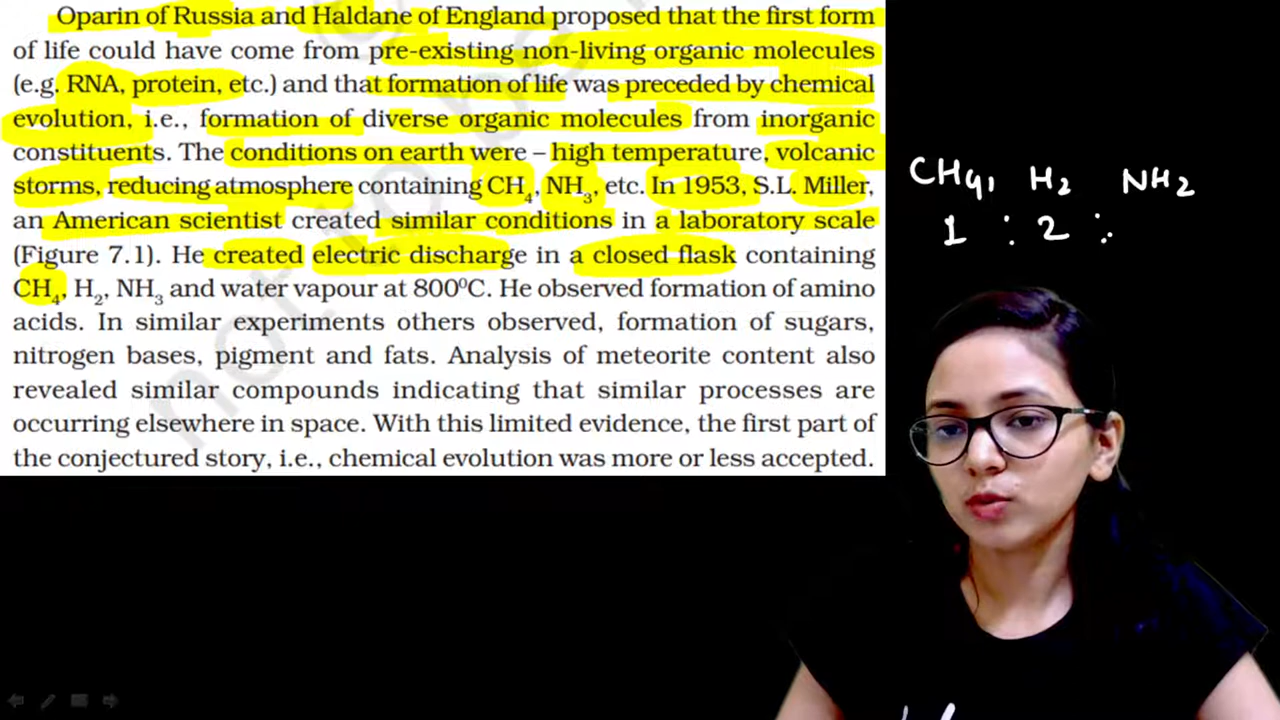 Oparin of Russia and Haldane of England proposed that the first form
of life could have come from pre-existing non-living organic molecules
(e.g. RNA, protein, etc.) and that formation of life was preceded by chemical
evolution, i.e., formation of diverse organic molecules from inorganic
constituents. The conditions on earth were – high temperature, volcanic
storms, reducing atmosphere containing CH₄, NH₃, etc. In 1953, S.L. Miller,
an American scientist created similar conditions in a laboratory scale
(Figure 7.1). He created electric discharge in a closed flask containing
CH₄, H₂, NH₃ and water vapour at 800⁰C. He observed formation of amino
acids. In similar experiments others observed, formation of sugars,
nitrogen bases, pigment and fats. Analysis of meteorite content also
revealed similar compounds indicating that similar processes are
occurring elsewhere in space. With this limited evidence, the first part of
the conjectured story, i.e., chemical evolution was more or less accepted.
CH4, H2 NH2
1 : 2 :